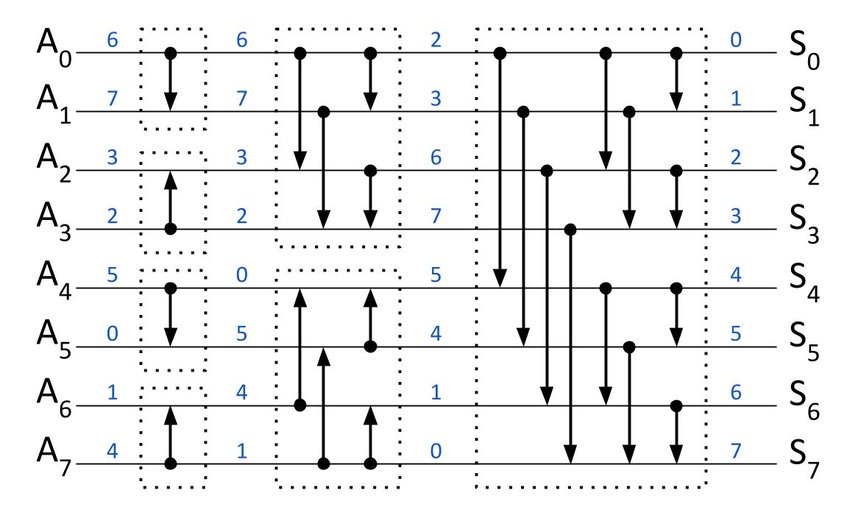 A0 6 6 2 0 S0
A1 7 7 3 1 S1
A2 3 3 6 2 S2
A3 2 2 7 3 S3
A4 5 0 5 4 S4
A5 0 5 4 5 S5
A6 1 4 1 6 S6
A7 4 1 0 7 S7